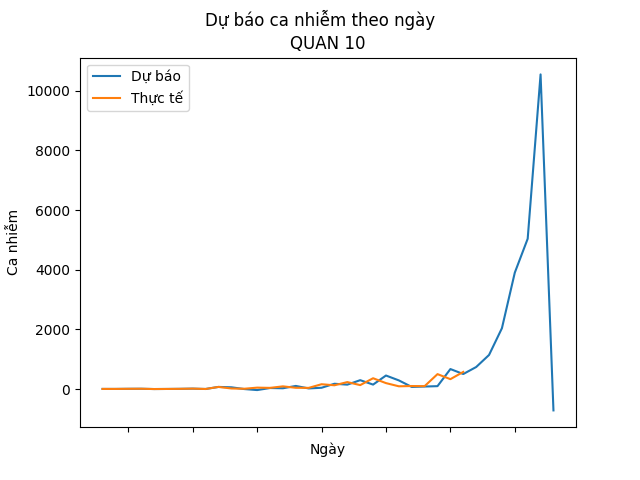 Dự báo ca nhiễm theo ngày
QUAN 10
Dự báo
Thực tế
10000
8000
6000
4000
2000
0
Ca nhiễm
Ngày